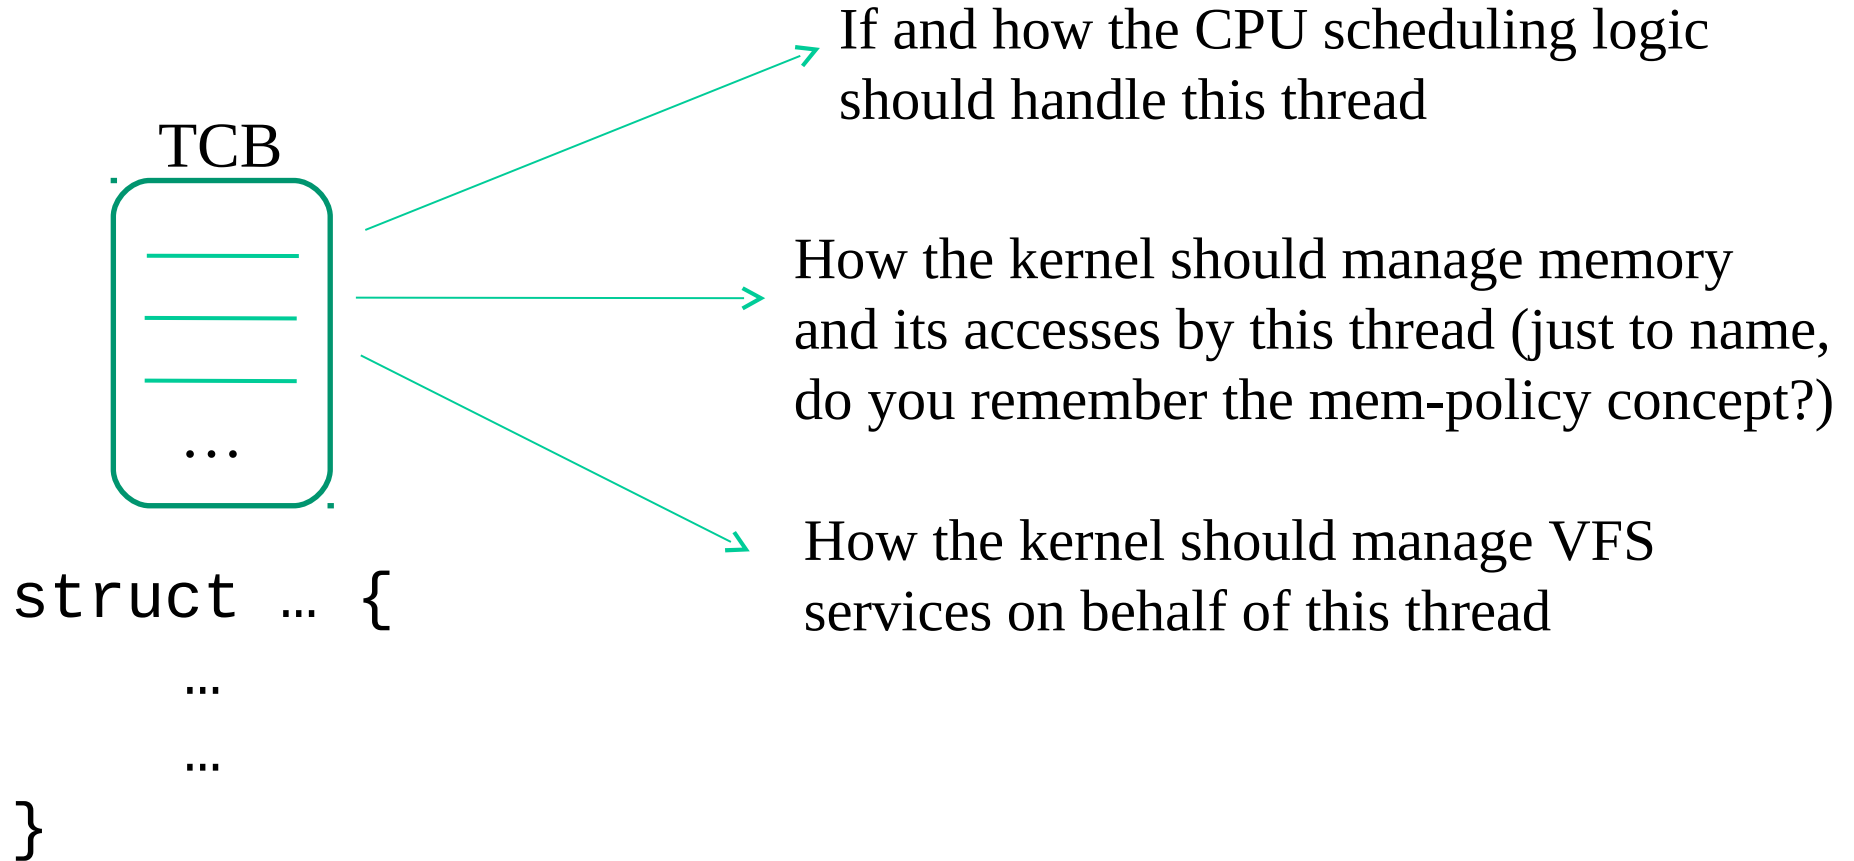 If and how the CPU scheduling logic
should handle this thread
TCB
How the kernel should manage memory
and its accesses by this thread (just to name,
do you remember the mem-policy concept?)
…
How the kernel should manage VFS
services on behalf of this thread
struct … {
…
…
}